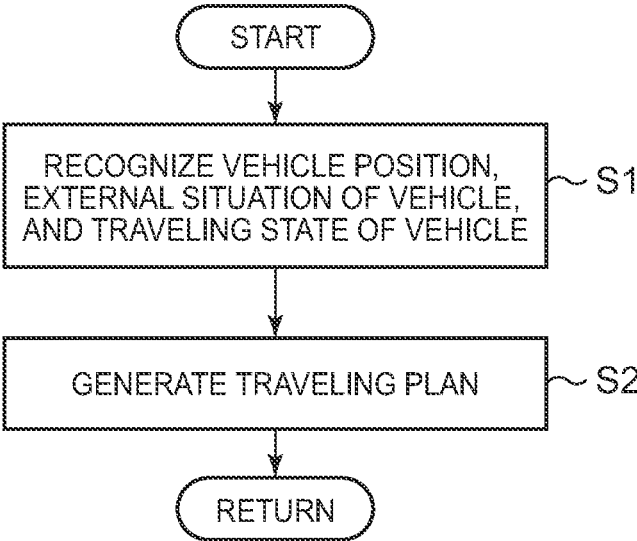 START
RECOGNIZE VEHICLE POSITION,
EXTERNAL SITUATION OF VEHICLE,
AND TRAVELING STATE OF VEHICLE
S1
GENERATE TRAVELING PLAN
S2
RETURN